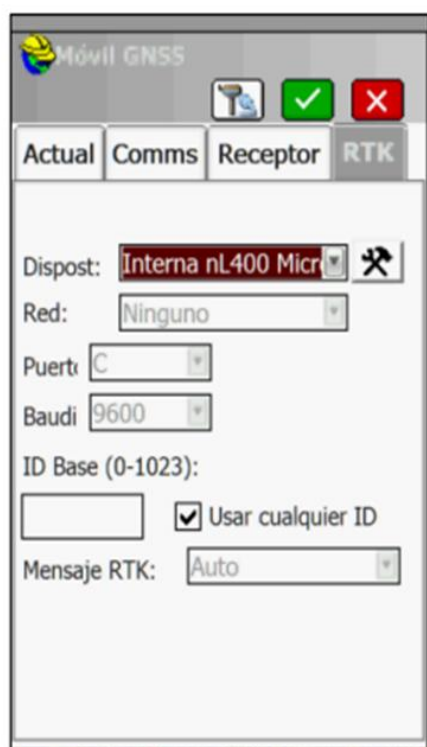 Móvil GNSS
Actual Comms Receptor RTK
Dispost: Interna nL400 Micr
Red: Ninguno
Puert C
Baudi 9600
ID Base (0-1023):
Usar cualquier ID
Mensaje RTK: Auto